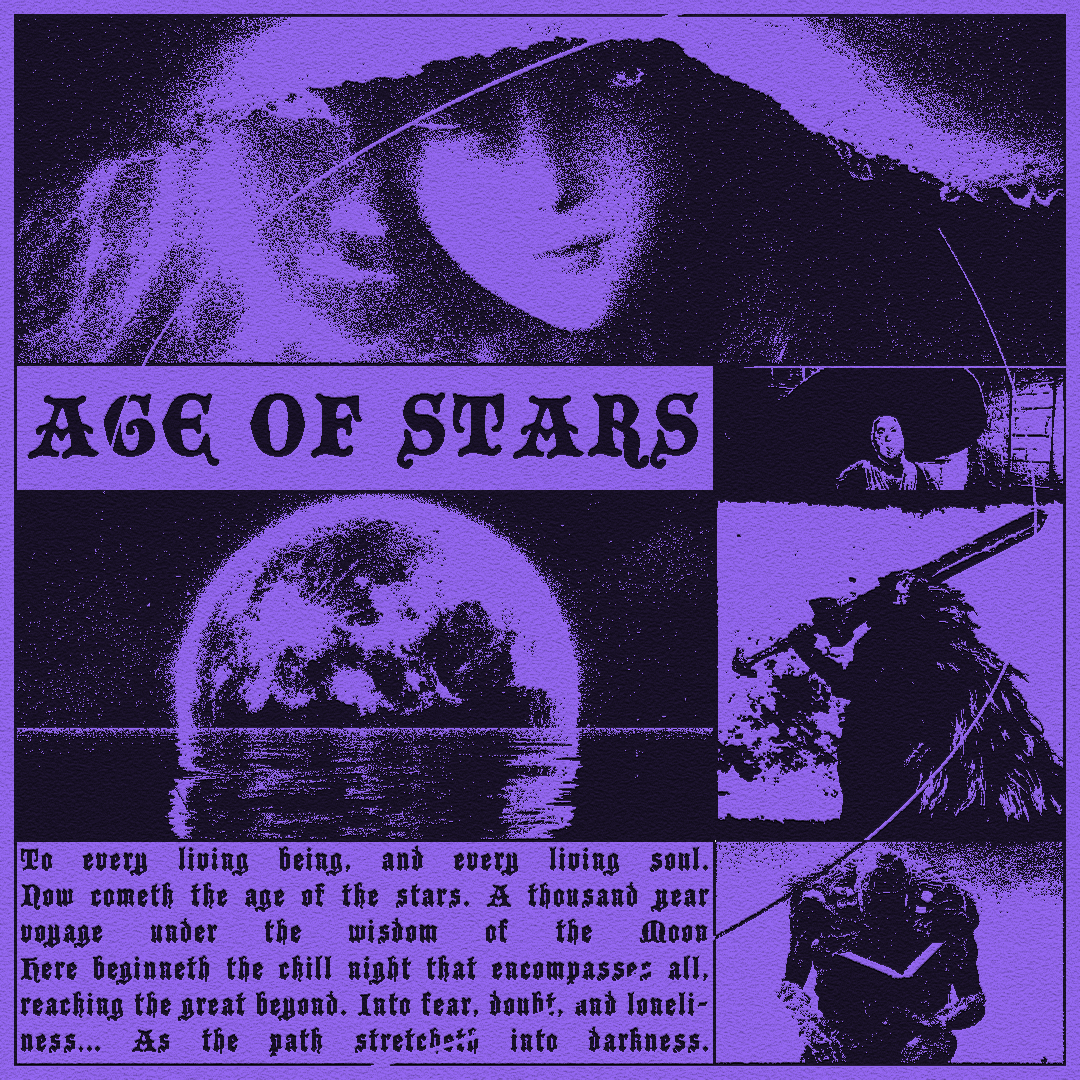 AGE OF STARS
To every living being, and every living soul.
Now cometh the age of the stars. A thousand year
voyage under the wisdom of the Moon
Here beginneth the chill night that encompasses all,
reaching the great beyond. Into fear, doubt, and loneli-
ness... As the path stretcheth into darkness.